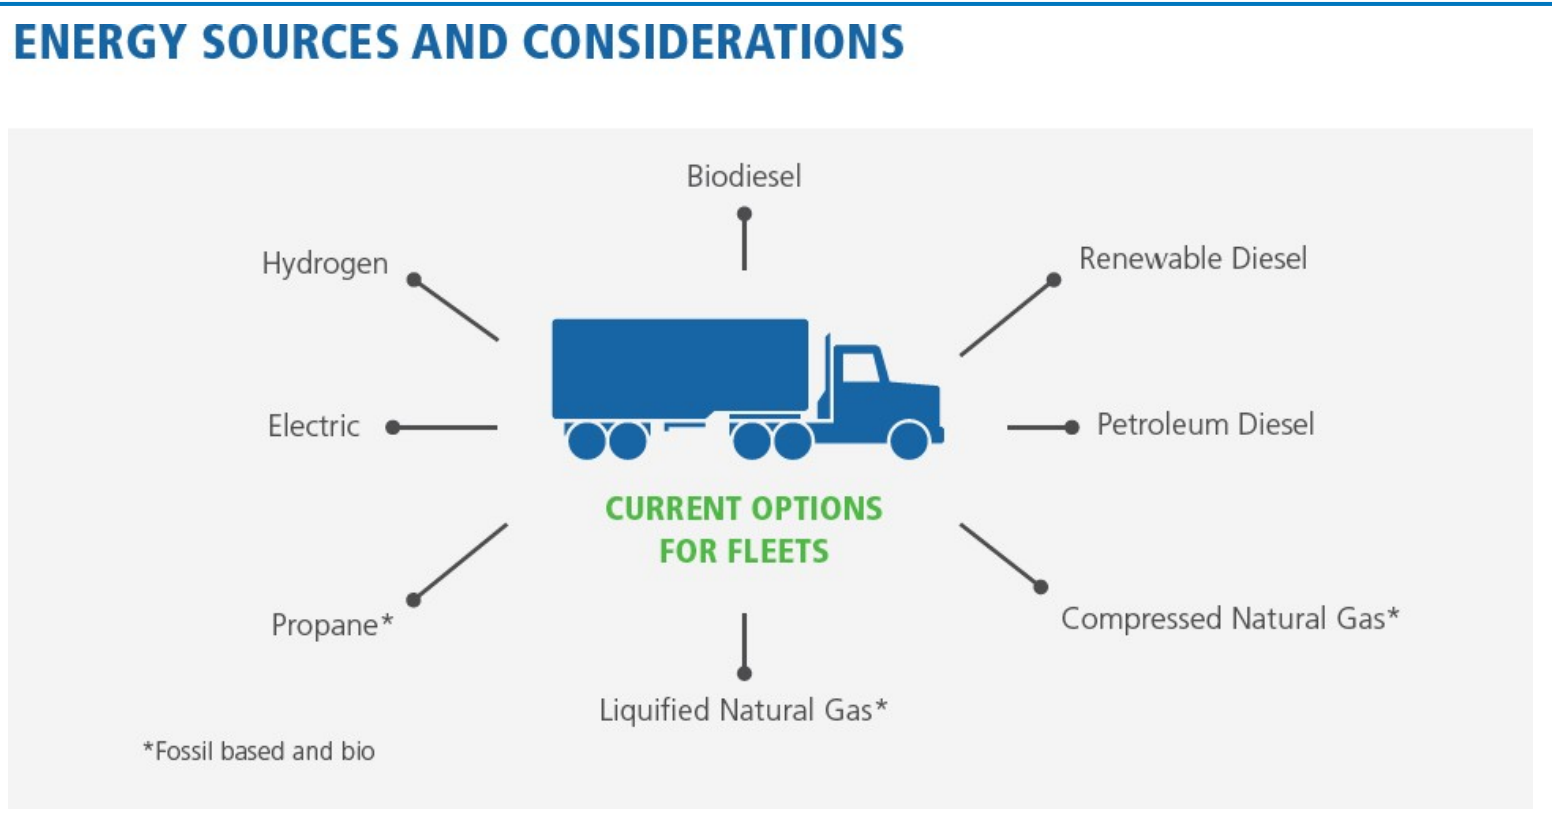 ENERGY SOURCES AND CONSIDERATIONS
Biodiesel
Hydrogen
Renewable Diesel
Electric
Petroleum Diesel
CURRENT OPTIONS
FOR FLEETS
Propane*
Compressed Natural Gas*
Liquified Natural Gas*
*Fossil based and bio